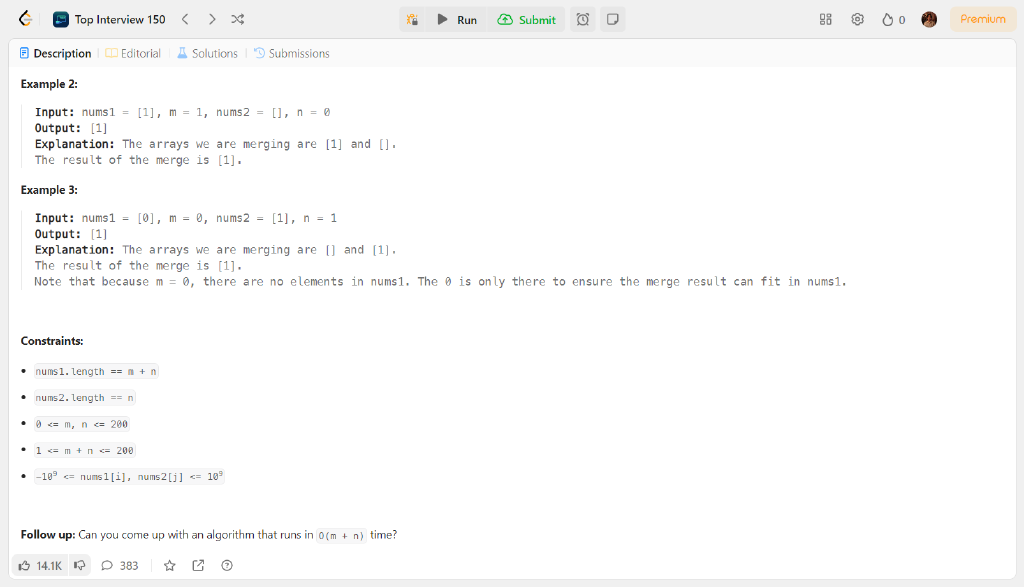 Top Interview 150
Run
Submit
0
Premium
Description
Editorial
Solutions
Submissions
Example 2:
Input: nums1 = [1], m = 1, nums2 = [], n = 0
Output: [1]
Explanation: The arrays we are merging are [1] and [].
The result of the merge is [1].
Example 3:
Input: nums1 = [0], m = 0, nums2 = [1], n = 1
Output: [1]
Explanation: The arrays we are merging are [] and [1].
The result of the merge is [1].
Note that because m = 0, there are no elements in nums1. The 0 is only there to ensure the merge result can fit in nums1.
Constraints:
• nums1.length == m + n
• nums2.length == n
• 0 <= m, n <= 200
• 1 <= m + n <= 200
• -10⁹ <= nums1[i], nums2[j] <= 10⁹
Follow up: Can you come up with an algorithm that runs in O(m + n) time?
14.1K
383